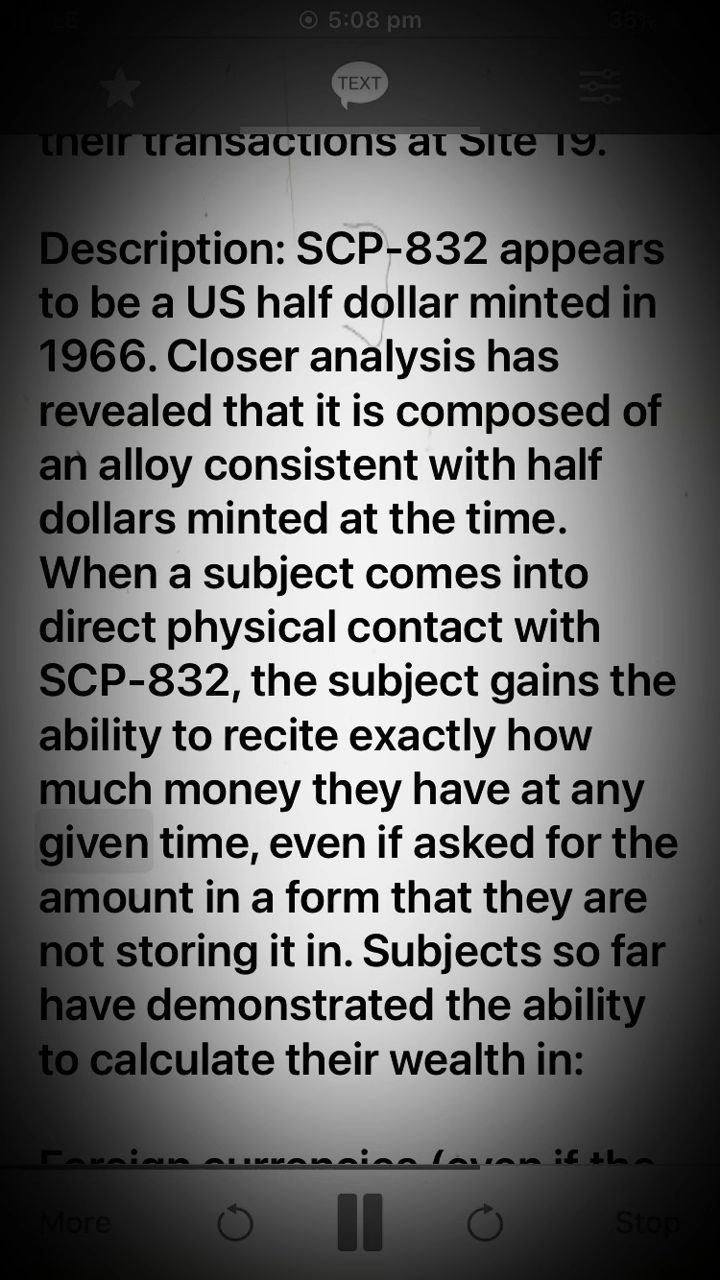 5:08 pm
TEXT
their transactions at Site 19.
Description: SCP-832 appears
to be a US half dollar minted in
1966. Closer analysis has
revealed that it is composed of
an alloy consistent with half
dollars minted at the time.
When a subject comes into
direct physical contact with
SCP-832, the subject gains the
ability to recite exactly how
much money they have at any
given time, even if asked for the
amount in a form that they are
not storing it in. Subjects so far
have demonstrated the ability
to calculate their wealth in:
Foreign currencies (even if the
More
Stop